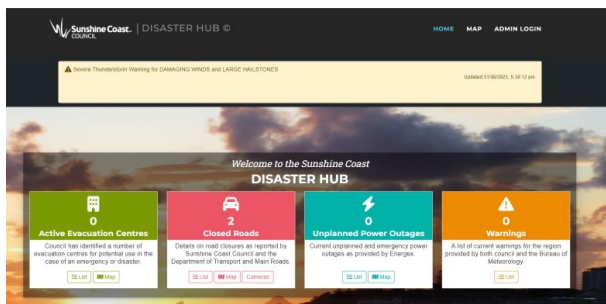 Sunshine Coast. | DISASTER HUB ©
COUNCIL
HOME MAP ADMIN LOGIN
Severe Thunderstorm Warning for DAMAGING WINDS and LARGE HAILSTONES
Updated
Welcome to the Sunshine Coast
DISASTER HUB
0
Active Evacuation Centres
Council has identified a number of
evacuation centres for potential use in the
case of an emergency or disaster.
List Map
2
Closed Roads
Details on road closures as reported by
Sunshine Coast Council and the
Department of Transport and Main Roads.
List Map Cameras
0
Unplanned Power Outages
Current unplanned and emergency power
outages as provided by Energex.
List Map
0
Warnings
A list of current warnings for the region
provided by both council and the Bureau of
Meteorology.
List